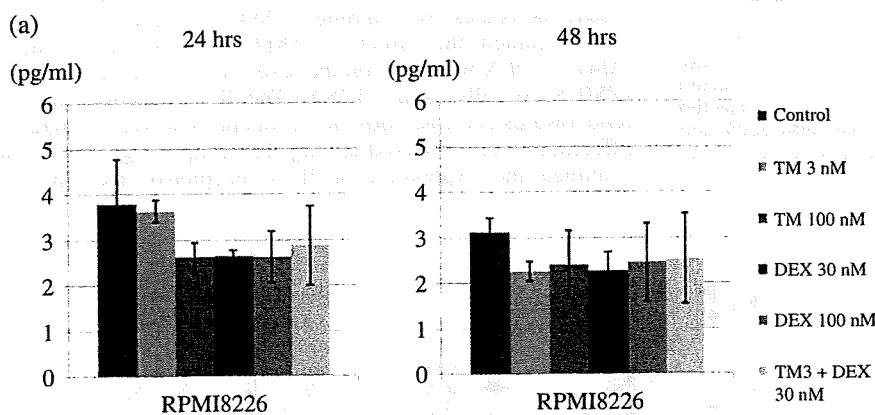 (a)
24 hrs
(pg/ml)
6
5
4
3
2
1
0
RPMI8226
48 hrs
(pg/ml)
6
5
4
3
2
1
0
RPMI8226
Control
TM 3 nM
TM 100 nM
DEX 30 nM
DEX 100 nM
TM3 + DEX
30 nM